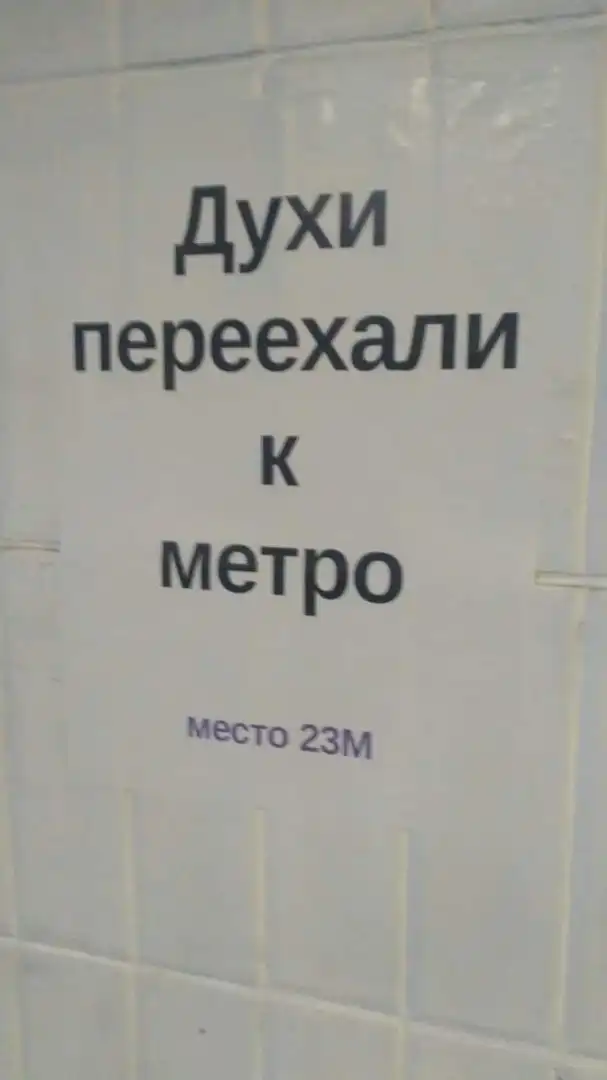 Духи
переехали
к
метро
место 23М